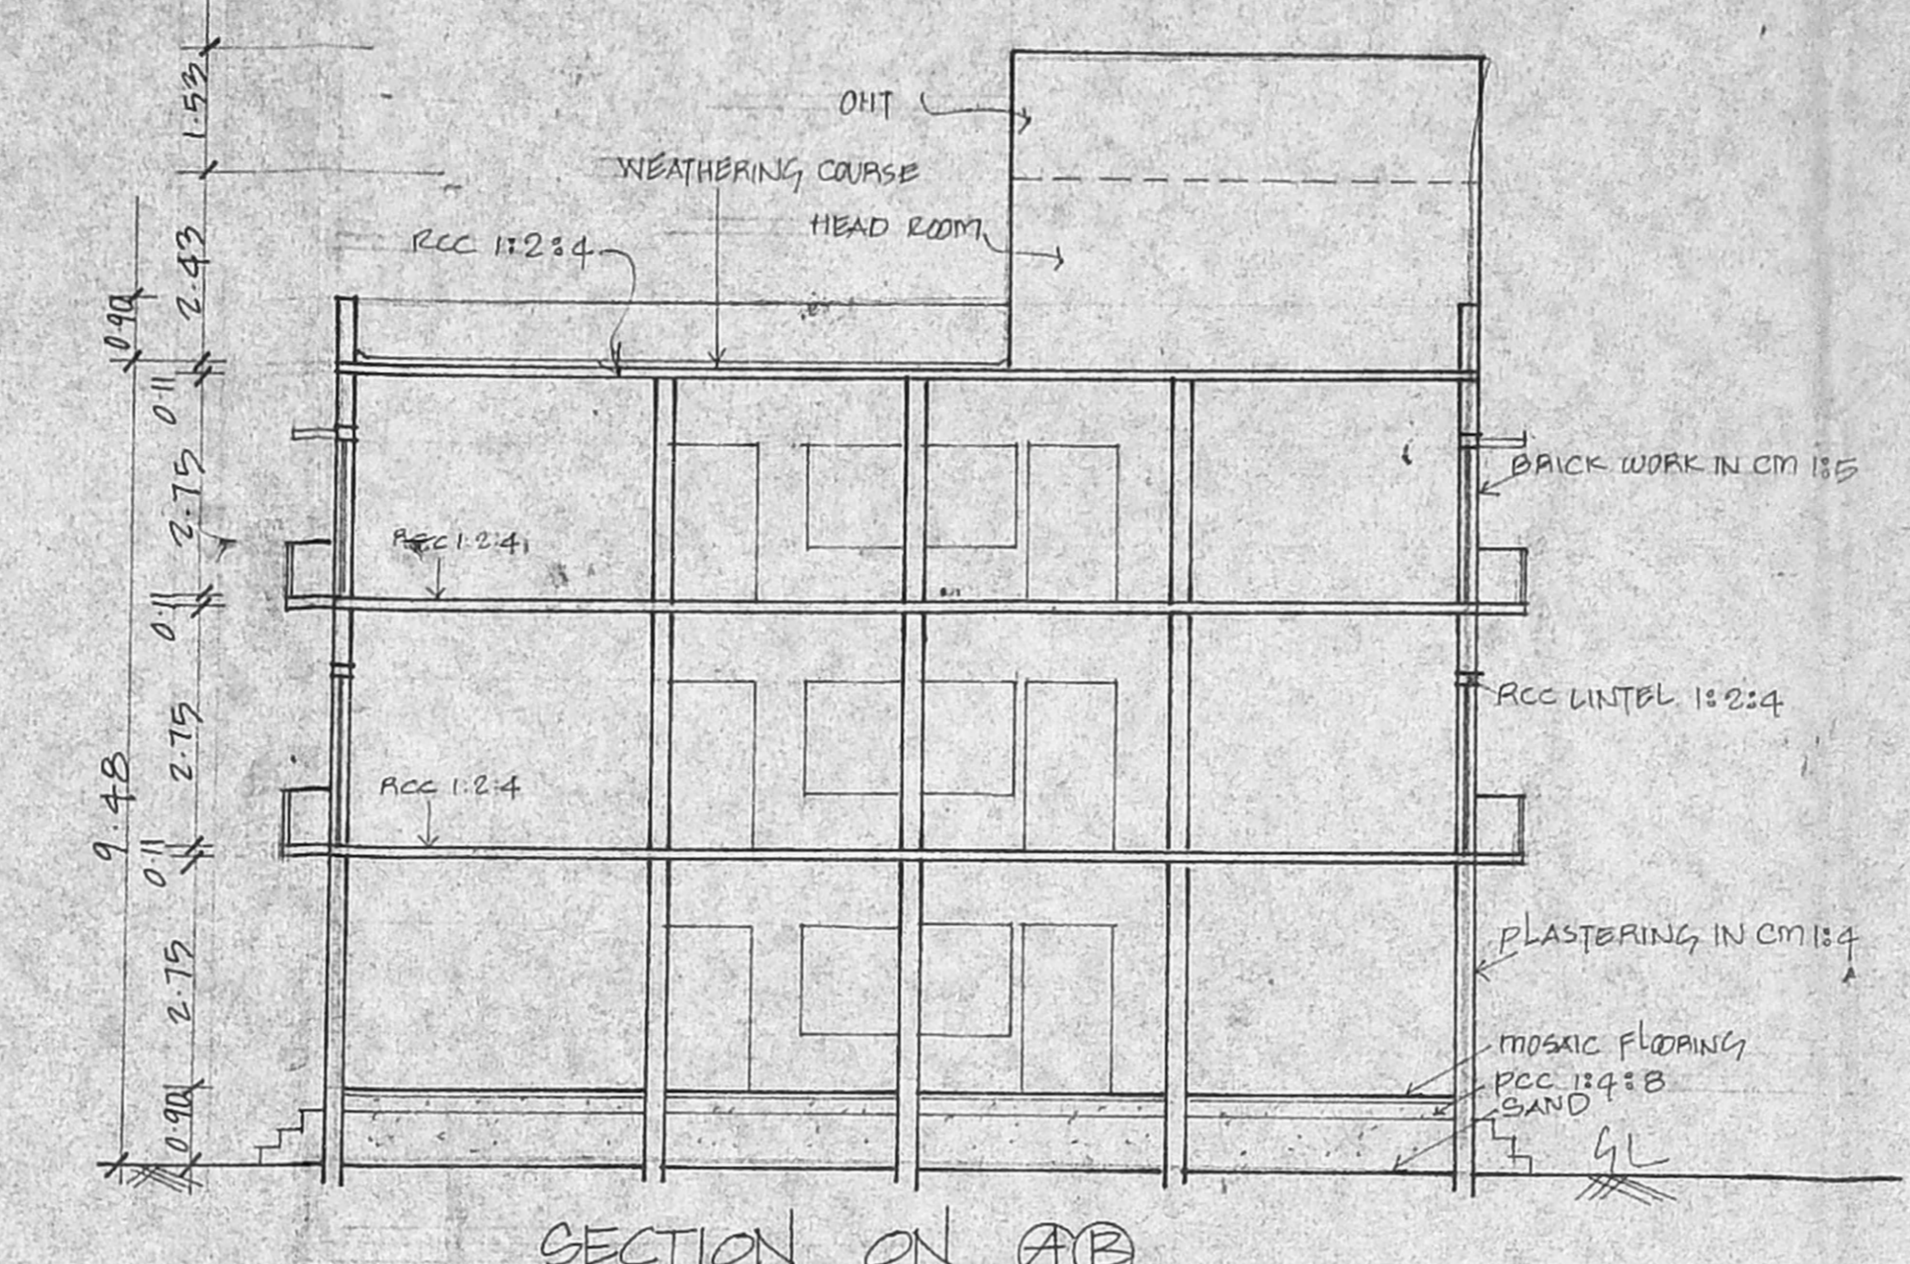 1.53
OHT
WEATHERING COURSE
HEAD ROOM
RCC 1:2:4
2.43
0.90
0.11
2.75
BRICK WORK IN CM 1:5
RCC 1:2:4
0.11
RCC LINTEL 1:2:4
2.75
RCC 1:2:4
9.48
0.11
PLASTERING IN CM 1:4
2.75
MOSAIC FLOORING
PCC 1:4:8
SAND
0.90
GL
SECTION ON A B